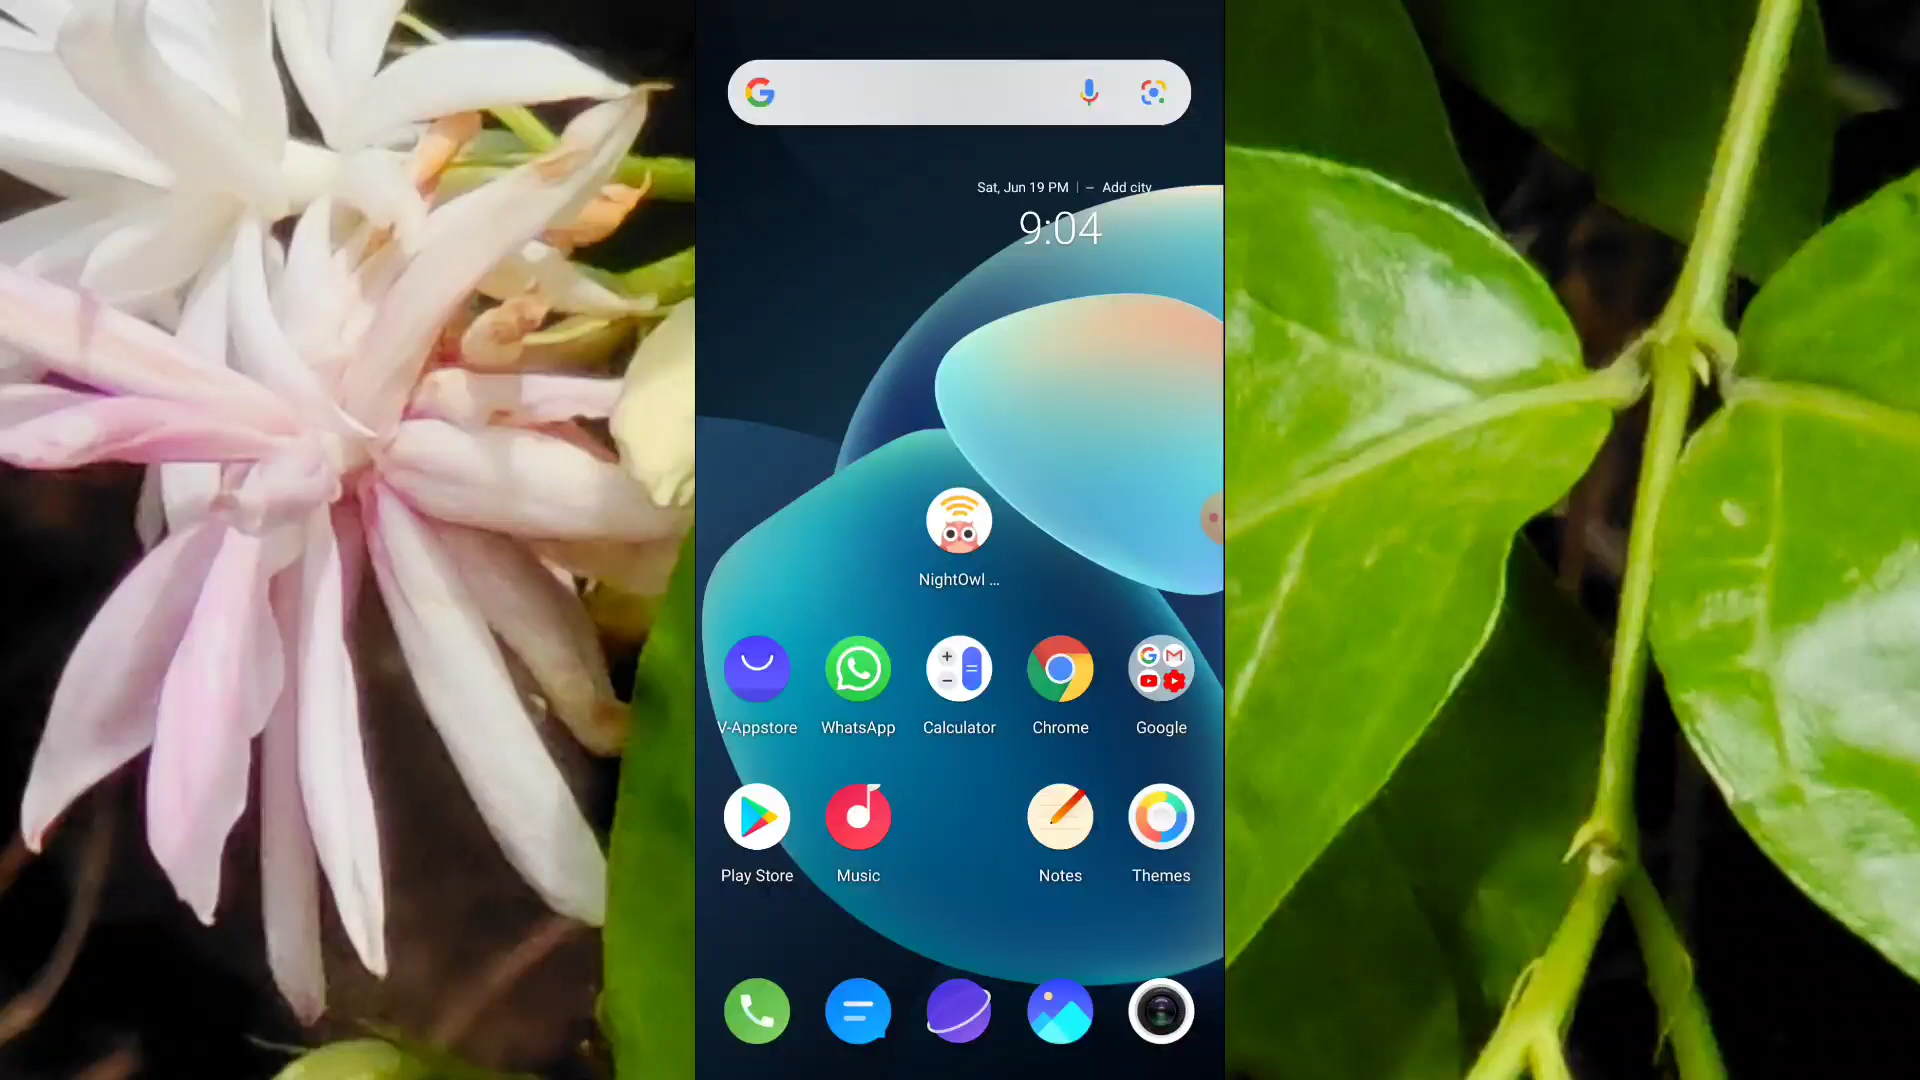 Sat, Jun 19 PM | – Add city
9:04
NightOwl ...
V-Appstore WhatsApp Calculator Chrome Google
Play Store Music Notes Themes